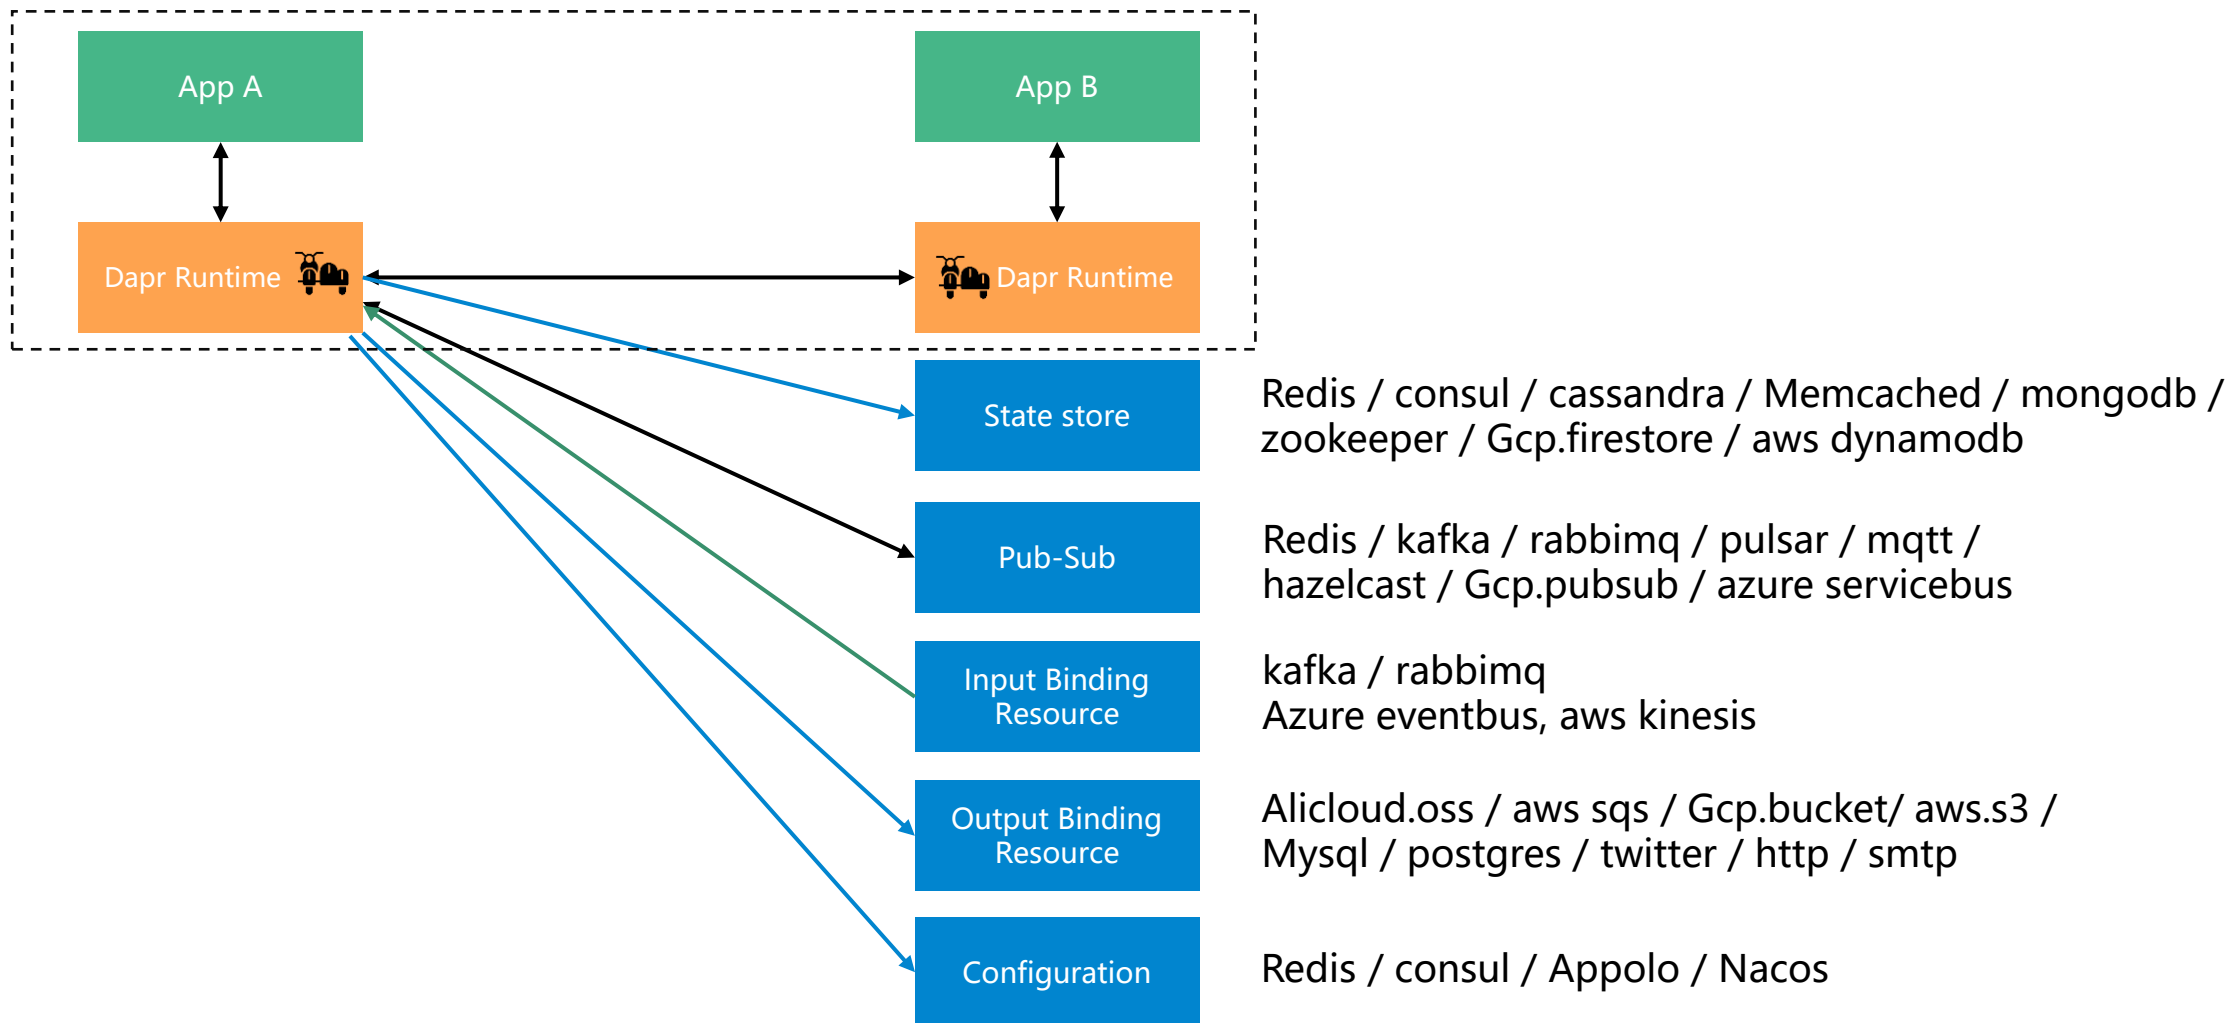 App A
App B
Dapr Runtime
Dapr Runtime
State store
Redis / consul / cassandra / Memcached / mongodb /
zookeeper / Gcp.firestore / aws dynamodb
Pub-Sub
Redis / kafka / rabbimq / pulsar / mqtt /
hazelcast / Gcp.pubsub / azure servicebus
Input Binding
Resource
kafka / rabbimq
Azure eventbus, aws kinesis
Output Binding
Resource
Alicloud.oss / aws sqs / Gcp.bucket/ aws.s3 /
Mysql / postgres / twitter / http / smtp
Configuration
Redis / consul / Appolo / Nacos